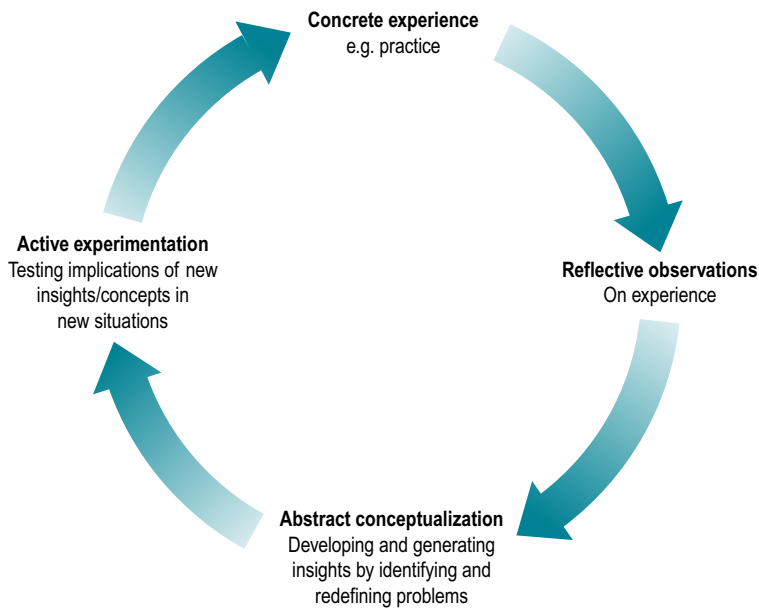 Concrete experience
e.g. practice
Reflective observations
On experience
Abstract conceptualization
Developing and generating
insights by identifying and
redefining problems
Active experimentation
Testing implications of new
insights/concepts in
new situations